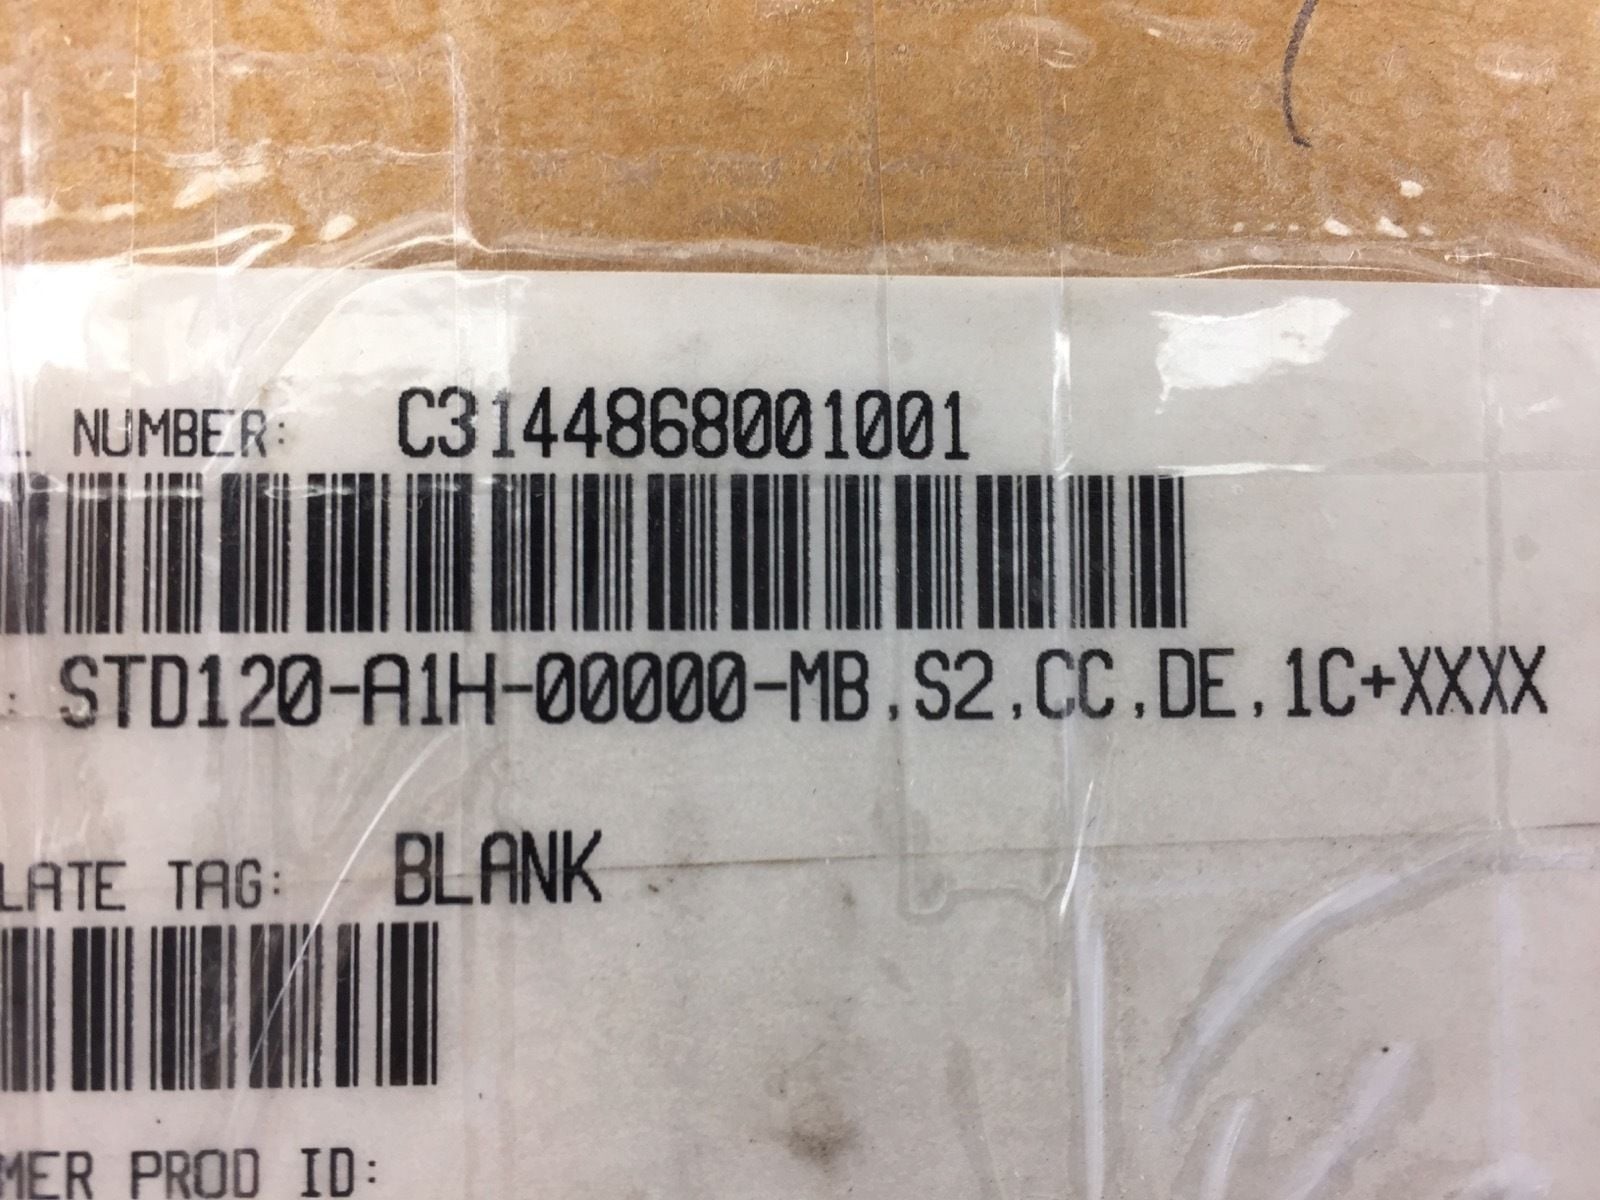 L NUMBER: C3144868001001
: STD120-A1H-00000-MB,S2,CC,DE,1C+XXXX
LATE TAG: BLANK
MER PROD ID: